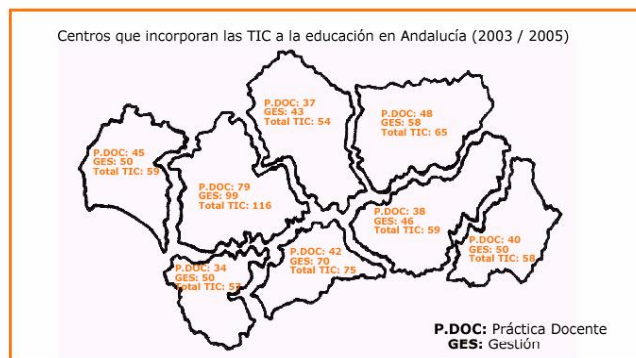 Centros que incorporan las TIC a la educación en Andalucía (2003 / 2005)
P.DOC: 37
GES: 43
Total TIC: 54
P.DOC: 48
GES: 58
Total TIC: 65
P.DOC: 45
GES: 50
Total TIC: 59
P.DOC: 79
GES: 99
Total TIC: 116
P.DOC: 38
GES: 46
Total TIC: 59
P.DOC: 40
GES: 50
Total TIC: 58
P.DOC: 42
GES: 70
Total TIC: 75
P.DOC: 34
GES: 50
Total TIC:
P.DOC: Práctica Docente
GES: Gestión